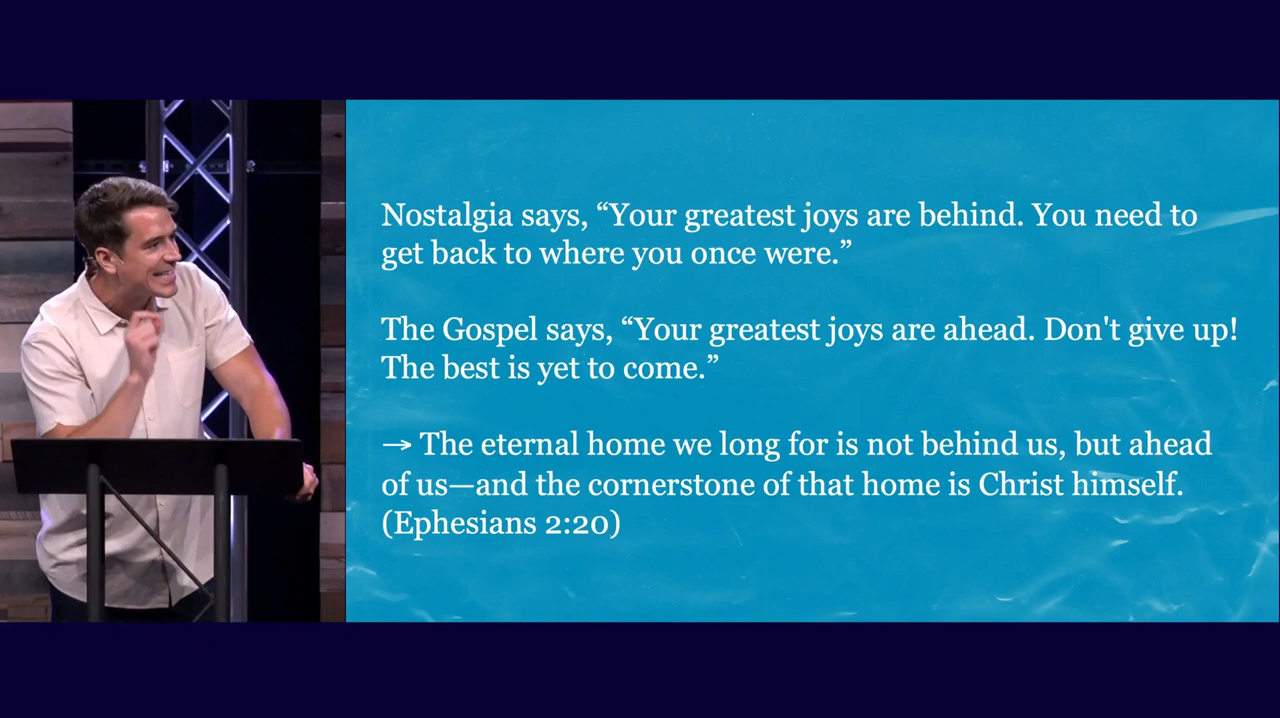 Nostalgia says, “Your greatest joys are behind. You need to
get back to where you once were.”
The Gospel says, “Your greatest joys are ahead. Don't give up!
The best is yet to come.”
→ The eternal home we long for is not behind us, but ahead
of us—and the cornerstone of that home is Christ himself.
(Ephesians 2:20)